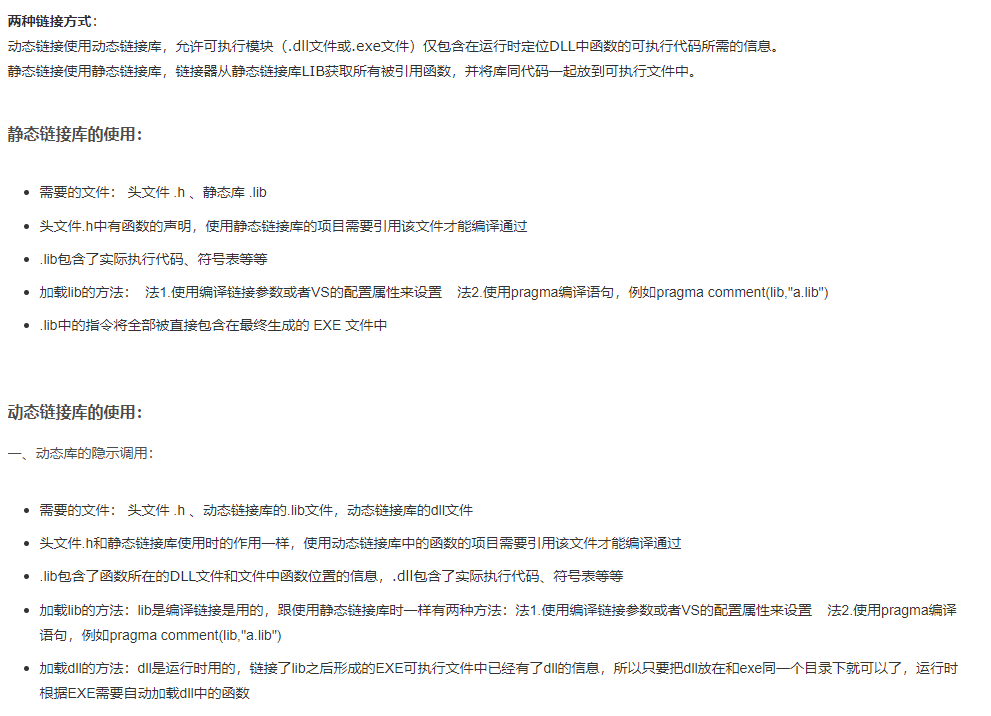 两种链接方式：
动态链接使用动态链接库，允许可执行模块（.dll文件或.exe文件）仅包含在运行时定位DLL中函数的可执行代码所需的信息。
静态链接使用静态链接库，链接器从静态链接库LIB获取所有被引用函数，并将库同代码一起放到可执行文件中。
静态链接库的使用：
• 需要的文件： 头文件 .h 、静态库 .lib
• 头文件.h中有函数的声明，使用静态链接库的项目需要引用该文件才能编译通过
• .lib包含了实际执行代码、符号表等等
• 加载lib的方法： 法1.使用编译链接参数或者VS的配置属性来设置 法2.使用pragma编译语句，例如pragma comment(lib,"a.lib")
• .lib中的指令将全部被直接包含在最终生成的 EXE 文件中
动态链接库的使用：
一、动态库的隐示调用：
• 需要的文件： 头文件 .h 、动态链接库的.lib文件，动态链接库的dll文件
• 头文件.h和静态链接库使用时的作用一样，使用动态链接库中的函数的项目需要引用该文件才能编译通过
• .lib包含了函数所在的DLL文件和文件中函数位置的信息，.dll包含了实际执行代码、符号表等等
• 加载lib的方法：lib是编译链接是用的，跟使用静态链接库时一样有两种方法：法1.使用编译链接参数或者VS的配置属性来设置 法2.使用pragma编译
语句，例如pragma comment(lib,"a.lib")
• 加载dll的方法：dll是运行时用的，链接了lib之后形成的EXE可执行文件中已经有了dll的信息，所以只要把dll放在和exe同一个目录下就可以了，运行时
根据EXE需要自动加载dll中的函数